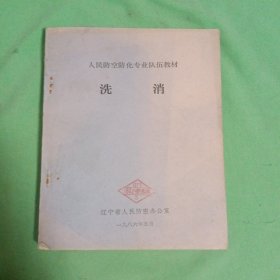 人民防空防化专业队伍教材
洗消
辽宁省人民防空办公室
一九八六年五月